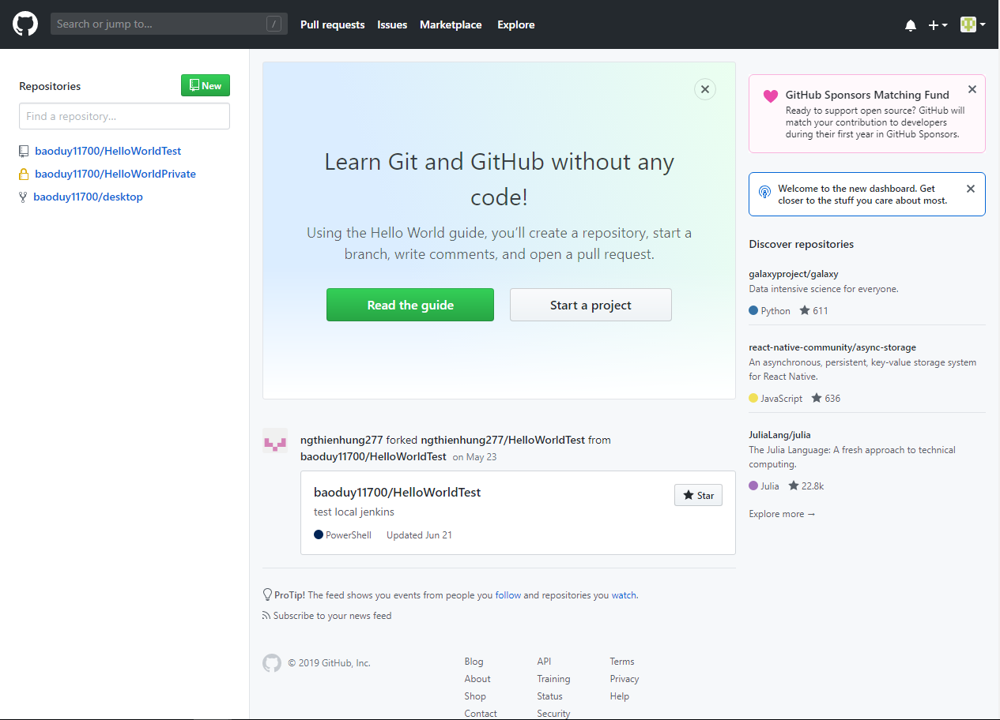 Search or jump to...
/
Pull requests
Issues
Marketplace
Explore
Repositories
New
Find a repository...
baoduy11700/HelloWorldTest
baoduy11700/HelloWorldPrivate
baoduy11700/desktop
Learn Git and GitHub without any
code!
Using the Hello World guide, you’ll create a repository, start a
branch, write comments, and open a pull request.
Read the guide
Start a project
ngthienhung277 forked ngthienhung277/HelloWorldTest from
baoduy11700/HelloWorldTest on May 23
baoduy11700/HelloWorldTest
Star
test local jenkins
PowerShell Updated Jun 21
ProTip! The feed shows you events from people you follow and repositories you watch.
Subscribe to your news feed
GitHub Sponsors Matching Fund
Ready to support open source? GitHub will
match your contribution to developers
during their first year in GitHub Sponsors.
Welcome to the new dashboard. Get
closer to the stuff you care about most.
Discover repositories
galaxyproject/galaxy
Data intensive science for everyone.
Python 611
react-native-community/async-storage
An asynchronous, persistent, key-value storage system
for React Native.
JavaScript 636
JuliaLang/julia
The Julia Language: A fresh approach to technical
computing.
Julia 22.8k
Explore more →
© 2019 GitHub, Inc.
Blog
About
Shop
Contact
API
Training
Status
Security
Terms
Privacy
Help